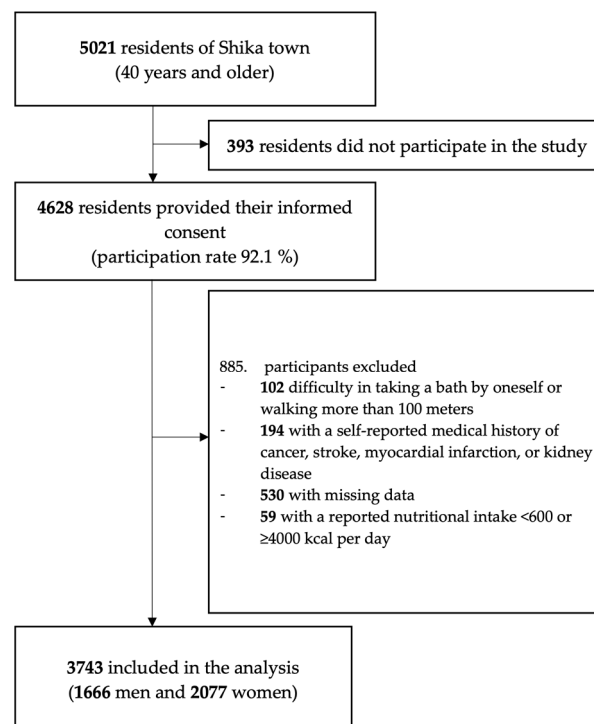 5021 residents of Shika town
(40 years and older)
393 residents did not participate in the study
4628 residents provided their informed
consent
(participation rate 92.1 %)
885. participants excluded
- 102 difficulty in taking a bath by oneself or
walking more than 100 meters
- 194 with a self-reported medical history of
cancer, stroke, myocardial infarction, or kidney
disease
- 530 with missing data
- 59 with a reported nutritional intake <600 or
≥4000 kcal per day
3743 included in the analysis
(1666 men and 2077 women)